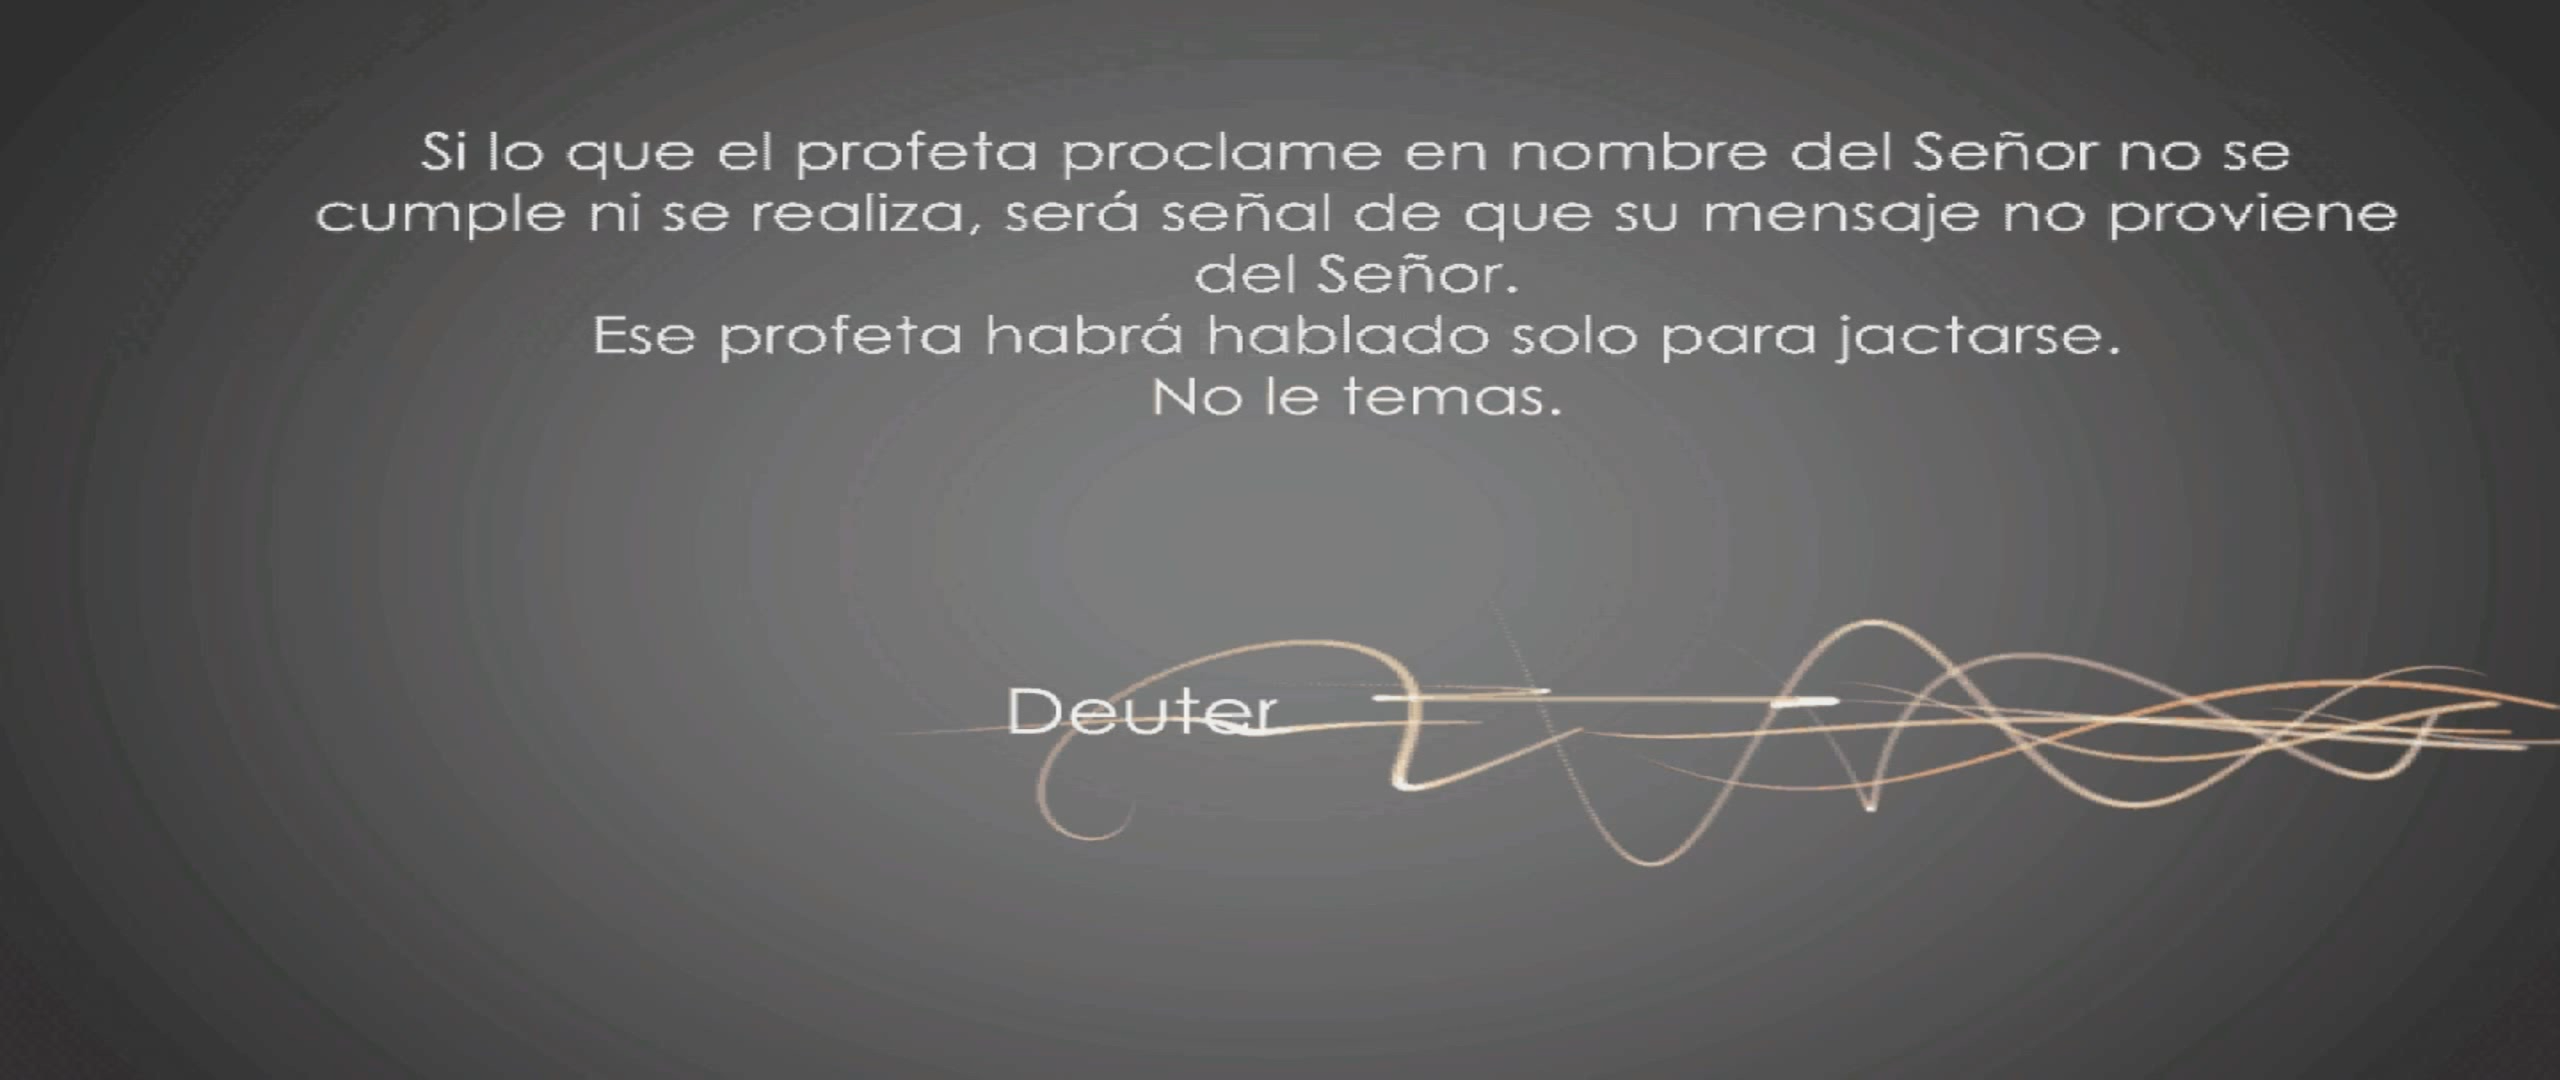 Si lo que el profeta proclame en nombre del Señor no se
cumple ni se realiza, será señal de que su mensaje no proviene
del Señor.
Ese profeta habrá hablado solo para jactarse.
No le temas.
Deuter